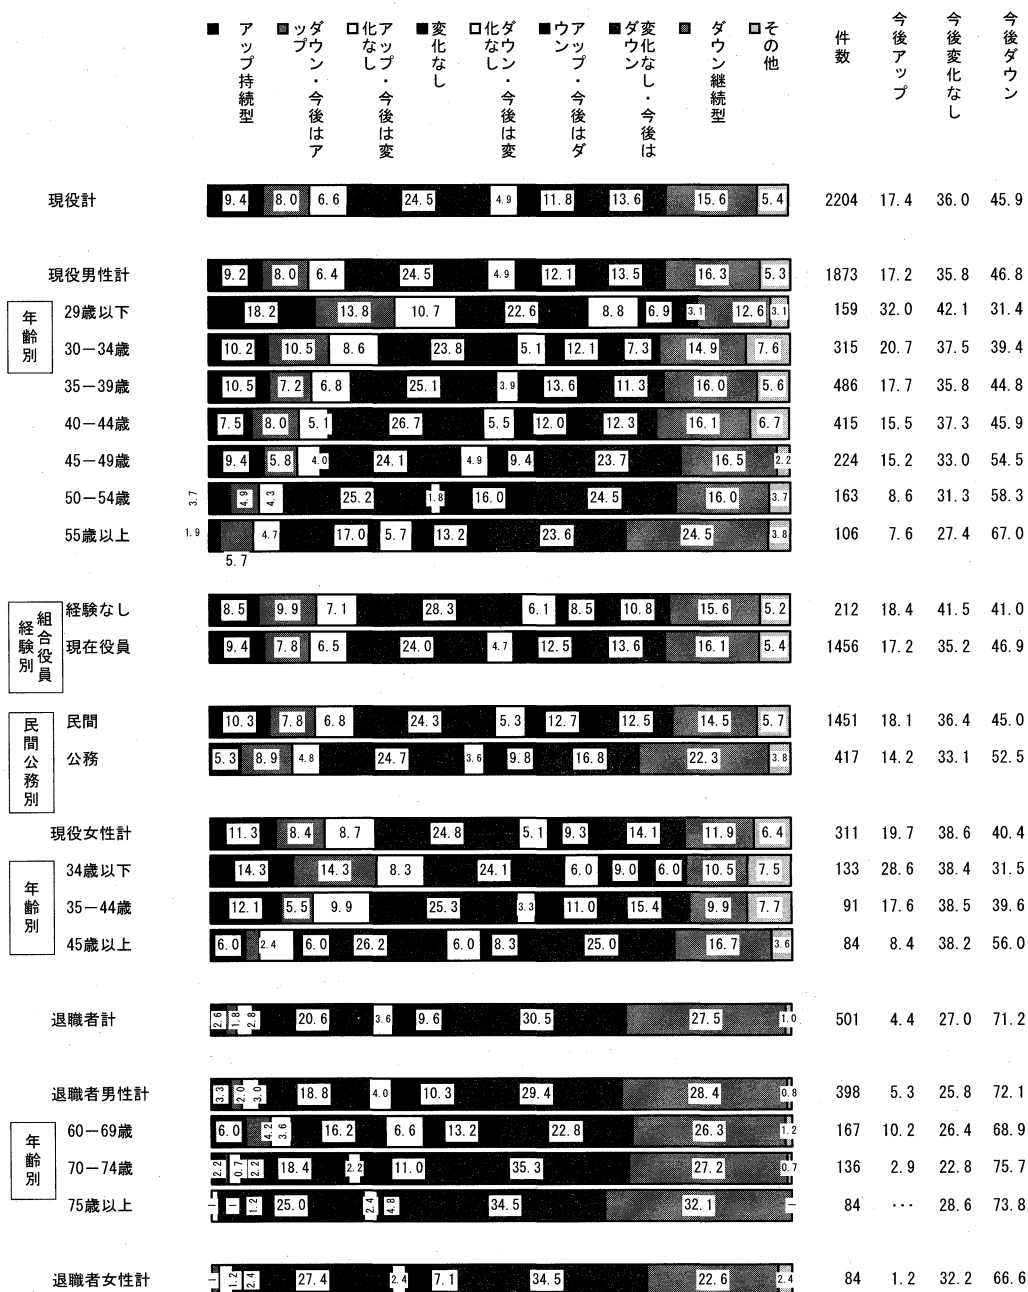 ■ アップ持続型
■ ダウン・今後はアップ
□ アップ・今後は変化なし
■ 変化なし
□ ダウン・今後は変化なし
■ アップ・今後はダウン
■ 変化なし・今後はダウン
■ ダウン継続型
□ その他
件数
今後アップ
今後変化なし
今後ダウン
現役計 9.4 8.0 6.6 24.5 4.9 11.8 13.6 15.6 5.4 2204 17.4 36.0 45.9
現役男性計 9.2 8.0 6.4 24.5 4.9 12.1 13.5 16.3 5.3 1873 17.2 35.8 46.8
年齢別
29歳以下 18.2 13.8 10.7 22.6 8.8 6.9 3.1 12.6 3.1 159 32.0 42.1 31.4
30－34歳 10.2 10.5 8.6 23.8 5.1 12.1 7.3 14.9 7.6 315 20.7 37.5 39.4
35－39歳 10.5 7.2 6.8 25.1 3.9 13.6 11.3 16.0 5.6 486 17.7 35.8 44.8
40－44歳 7.5 8.0 5.1 26.7 5.5 12.0 12.3 16.1 6.7 415 15.5 37.3 45.9
45－49歳 9.4 5.8 4.0 24.1 4.9 9.4 23.7 16.5 2.2 224 15.2 33.0 54.5
50－54歳 3.7 4.9 4.3 25.2 1.8 16.0 24.5 16.0 3.7 163 8.6 31.3 58.3
55歳以上 1.9 5.7 4.7 17.0 5.7 13.2 23.6 24.5 3.8 106 7.6 27.4 67.0
組合役員経験別
経験なし 8.5 9.9 7.1 28.3 6.1 8.5 10.8 15.6 5.2 212 18.4 41.5 41.0
現在役員 9.4 7.8 6.5 24.0 4.7 12.5 13.6 16.1 5.4 1456 17.2 35.2 46.9
民間公務別
民間 10.3 7.8 6.8 24.3 5.3 12.7 12.5 14.5 5.7 1451 18.1 36.4 45.0
公務 5.3 8.9 4.8 24.7 3.6 9.8 16.8 22.3 3.8 417 14.2 33.1 52.5
現役女性計 11.3 8.4 8.7 24.8 5.1 9.3 14.1 11.9 6.4 311 19.7 38.6 40.4
年齢別
34歳以下 14.3 14.3 8.3 24.1 6.0 9.0 6.0 10.5 7.5 133 28.6 38.4 31.5
35－44歳 12.1 5.5 9.9 25.3 3.3 11.0 15.4 9.9 7.7 91 17.6 38.5 39.6
45歳以上 6.0 2.4 6.0 26.2 6.0 8.3 25.0 16.7 3.6 84 8.4 38.2 56.0
退職者計 2.6 1.8 2.8 20.6 3.6 9.6 30.5 27.5 1.0 501 4.4 27.0 71.2
退職者男性計 3.3 2.0 3.0 18.8 4.0 10.3 29.4 28.4 0.8 398 5.3 25.8 72.1
年齢別
60－69歳 6.0 4.2 3.6 16.2 6.6 13.2 22.8 26.3 1.2 167 10.2 26.4 68.9
70－74歳 2.2 0.7 2.2 18.4 2.2 11.0 35.3 27.2 0.7 136 2.9 22.8 75.7
75歳以上 － － 1.2 25.0 2.4 4.8 34.5 32.1 － 84 … 28.6 73.8
退職者女性計 － 1.2 2.4 27.4 2.4 7.1 34.5 22.6 2.4 84 1.2 32.2 66.6